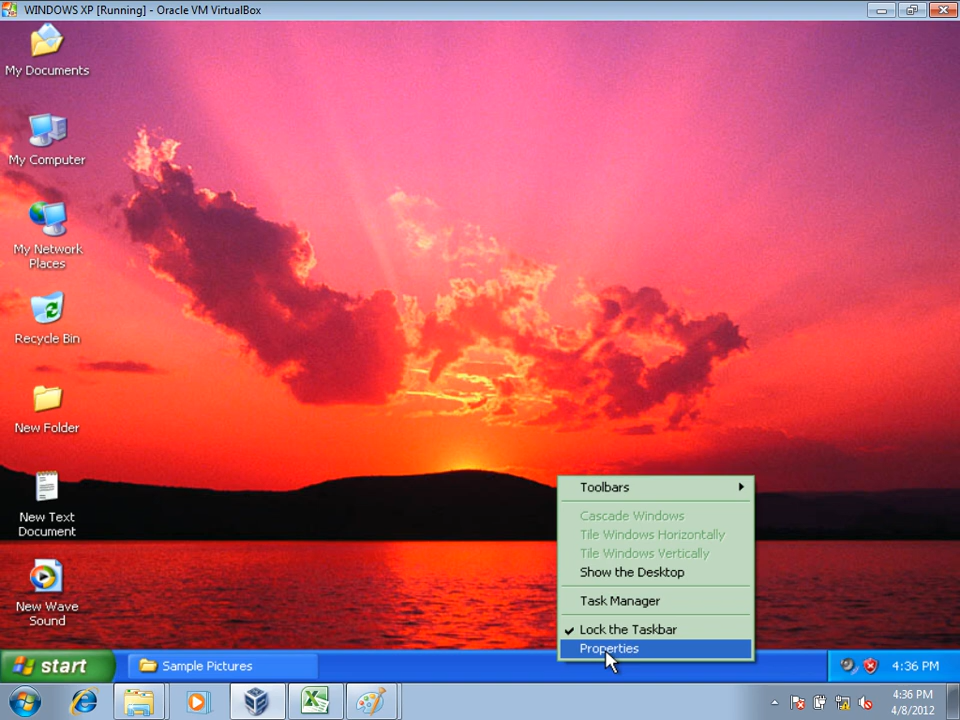 WINDOWS XP [Running] - Oracle VM VirtualBox
My Documents
My Computer
My Network
Places
Recycle Bin
New Folder
New Text
Document
New Wave
Sound
Toolbars
Cascade Windows
Tile Windows Horizontally
Tile Windows Vertically
Show the Desktop
Task Manager
Lock the Taskbar
Properties
start
Sample Pictures
4:36 PM
4:36 PM
4/8/2012